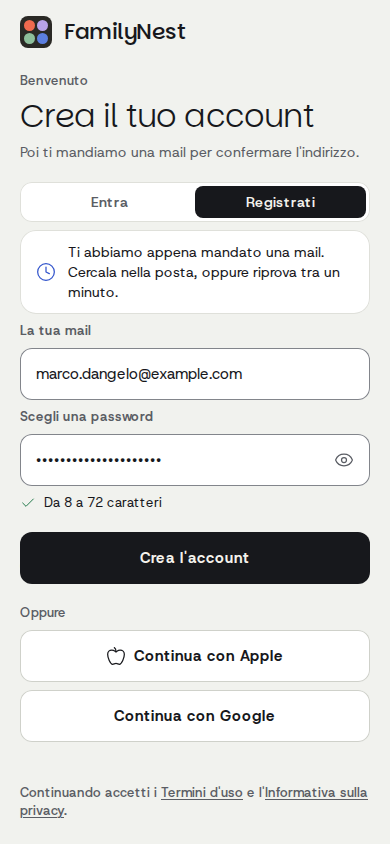 FamilyNest
Benvenuto
Crea il tuo account
Poi ti mandiamo una mail per confermare l'indirizzo.
Entra
Registrati
Ti abbiamo appena mandato una mail.
Cercala nella posta, oppure riprova tra un
minuto.
La tua mail
marco.dangelo@example.com
Scegli una password
•••••••••••••••••••••
Da 8 a 72 caratteri
Crea l'account
Oppure
Continua con Apple
Continua con Google
Continuando accetti i Termini d'uso e l'Informativa sulla
privacy.